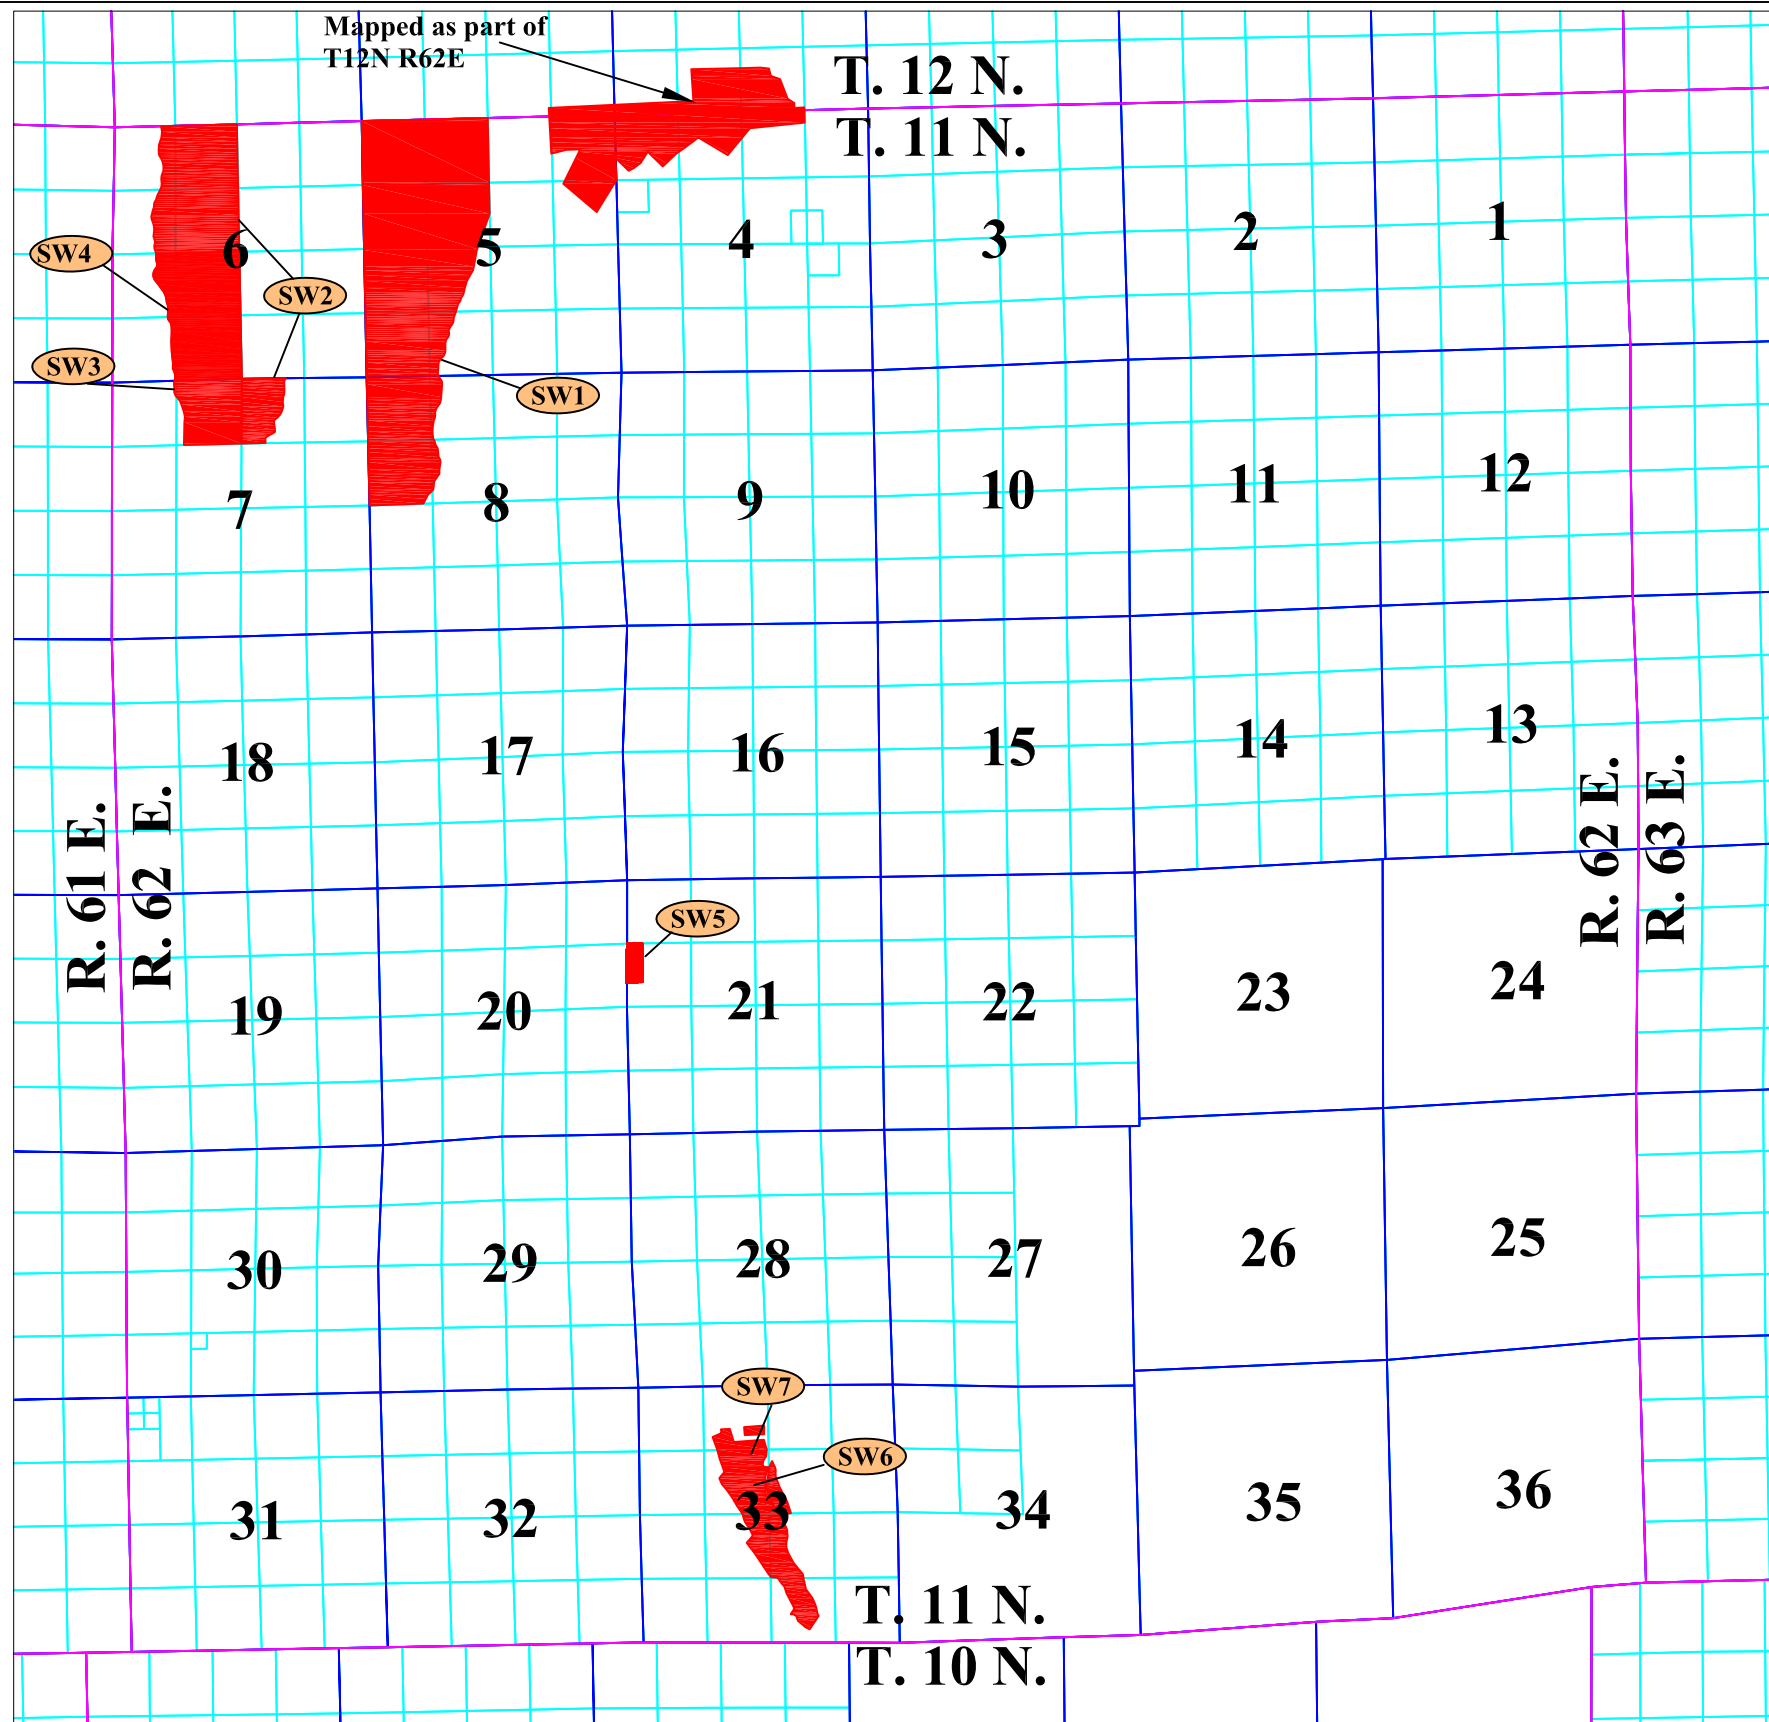 Mapped as part of
T12N R62E
T. 12 N.
T. 11 N.
6
5
4
3
2
1
SW4
SW2
SW3
SW1
7
8
9
10
11
12
18
17
16
15
14
13
R. 61 E.
R. 62 E.
R. 62 E.
R. 63 E.
SW5
19
20
21
22
23
24
30
29
28
27
26
25
SW7
SW6
31
32
33
34
35
36
T. 11 N.
T. 10 N.